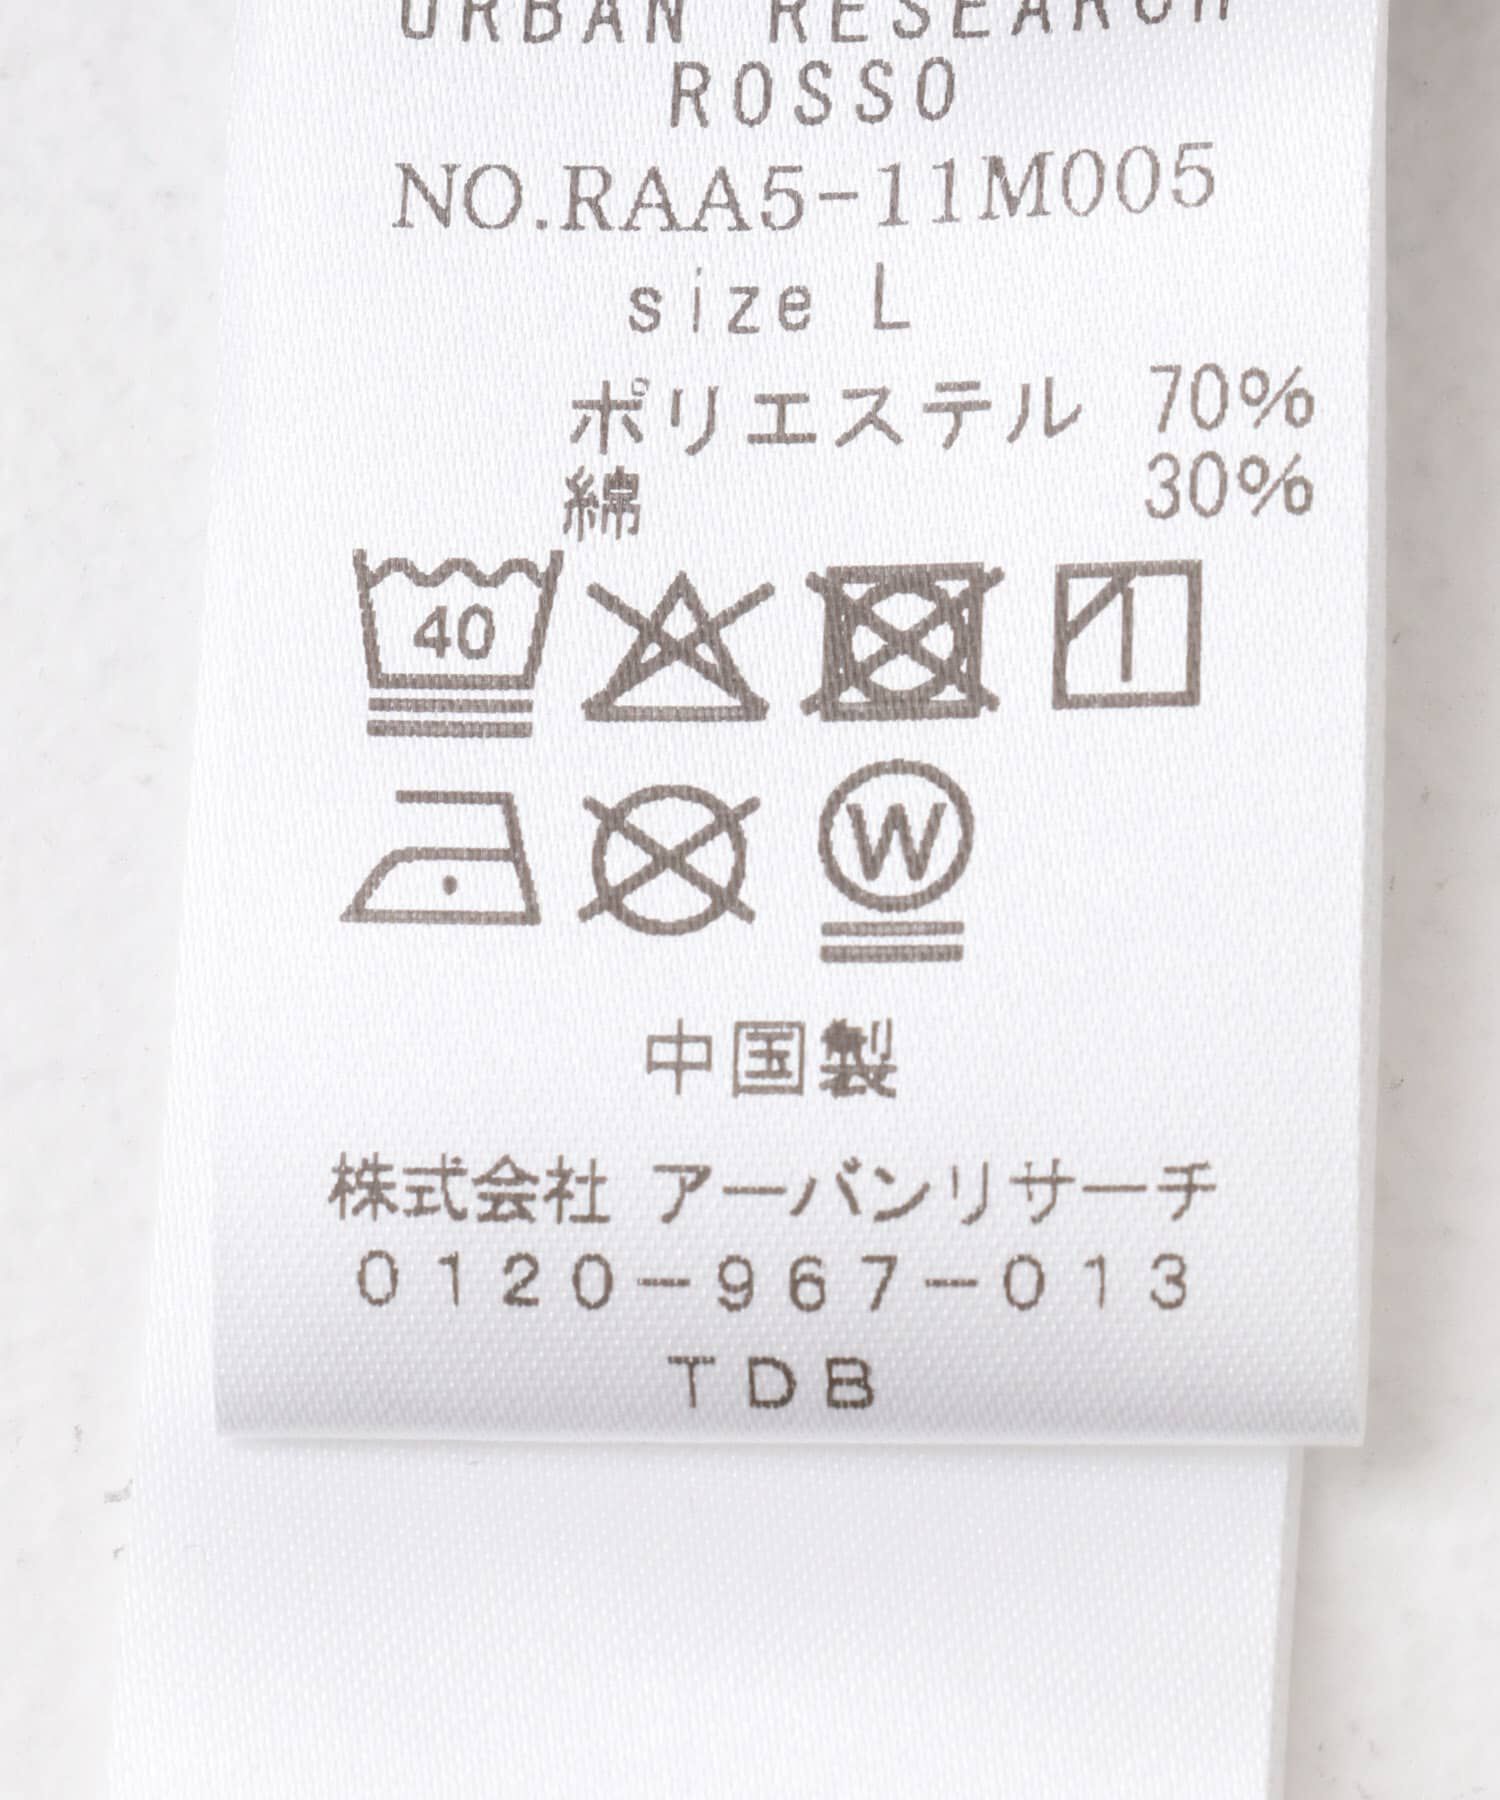 URBAN RESEARCH
ROSSO
NO.RAA5-11M005
size L
ポリエステル 70%
綿 30%
40
W
中国製
株式会社 アーバンリサーチ
0120-967-013
TDB